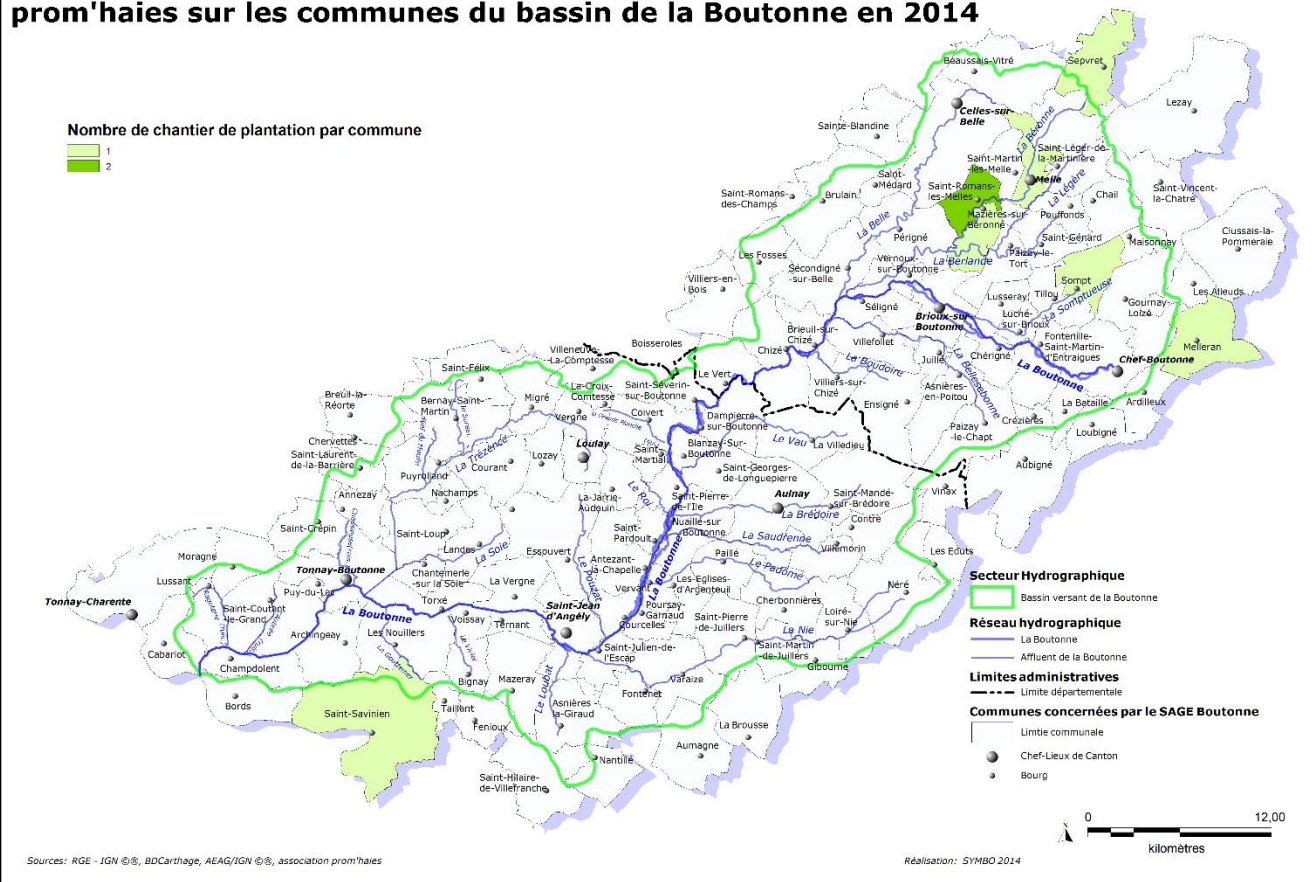 prom'haies sur les communes du bassin de la Boutonne en 2014
Nombre de chantier de plantation par commune
1
2
Beaussais-Vitré
Sepvret
Lezay
Celles-sur-
Belle
Sainte-Blandine
La Béronne
Saint-Léger-de-
la-Martinière
Saint-Martin
-les-Melle
Melle
Saint-
Médard
Saint-Romans-
les-Melles
La Légère
Chail
Saint-Vincent-
la-Chatre
Saint-Romans-
des-Champs
Brulain
Mazières-sur-
Béronne
Pouffonds
La Belle
Périgné
Saint-Génard
Maisonnay
Clussais-la-
Pommeraie
Les Fosses
Vernoux-
sur-Boutonne
La Berlande
Paizay-le-
Tort
Secondigné
-sur-Belle
Villiers-en-
Bois
Sompt
Les Alleuds
Lusseray
Tillou
La Somptueuse
Gournay-
Loizé
Séligné
Brioux-sur-
Boutonne
Luché-
sur-Brioux
Brieuil-sur-
Chizé
Villefollet
Fontenille-
Saint-Martin-
d'Entraigues
Melleran
Villeneuve-
La-Comptesse
Boisseroles
Chizé
Juillé
Chérigné
Chef-Boutonne
La Boudoire
La Bellesebonne
La Boutonne
Saint-Félix
Le Vert
Villiers-sur-
Chizé
Asnières-
en-Poitou
La-Croix-
Comtesse
Saint-Séverin-
sur-Boutonne
Breuil-la-
Réorte
Bernay-Saint-
Martin
Migré
Vergné
Coivert
Ensigné
La Bataille
Ardilleux
Crézières
Dampierre-
sur-Boutonne
Paizay
-le-Chapt
Loubigné
Chervettes
Saint-Laurent-
de-la-Barrière
La Trézence
Loulay
Le Vau
La Villedieu
Blanzay-Sur-
Boutonne
Saint-
Martial
Courant
Lozay
Aubigné
Puyrolland
Saint-Georges-
de-Longuepierre
Annezay
Nachamps
La-Jarrie-
Audouin
Le Roi
Saint-Pierre-
de-l'Ile
Aulnay
Saint-Mandé-
sur-Brédoire
Vinax
La Brédoire
Saint-Crépin
Saint-Loup
Saint-
Pardoult
Nuaillé-sur
Boutonne
Contré
La Saudrenne
Moragne
Landes
La Soie
Essouvert
Antezant-
la-Chapelle
Paillé
Villemorin
Les Eduts
Tonnay-Boutonne
Chantemerle
-sur la Soie
Le Padôme
Lussant
Puy-du-Lac
La Vergne
Le Pouzat
Vervant
La Boutonne
Les-Eglises-
d'Argenteuil
Néré
Tonnay-Charente
Saint-Coutant
-le-Grand
La Boutonne
Torxé
Saint-Jean
d'Angély
Poursay-
Garnaud
Cherbonnières
Loiré-
sur-Nie
Voissay
Ternant
Courcelles
Saint-Pierre
-de-Juillers
La Nie
Archingeay
Les Nouillers
Saint-Julien-de-
l'Escap
Saint-Martin
-de-Juillers
Cabariot
Champdolent
Gibourne
Bignay
Mazeray
Le Loubat
Varaize
Fontenet
Bords
Saint-Savinien
Taillant
Asnières
la-Giraud
Fenioux
La Brousse
Aumagne
Nantillé
Saint-Hilaire-
de-Villefranche
Secteur Hydrographique
Bassin versant de la Boutonne
Réseau hydrographique
La Boutonne
Affluent de la Boutonne
Limites administratives
Limite départementale
Communes concernées par le SAGE Boutonne
Limtie communale
Chef-Lieux de Canton
Bourg
0 12,00
kilomètres
N
Sources: RGE - IGN ©®, BDCarthage, AEAG/IGN ©®, association prom'haies
Réalisation: SYMBO 2014